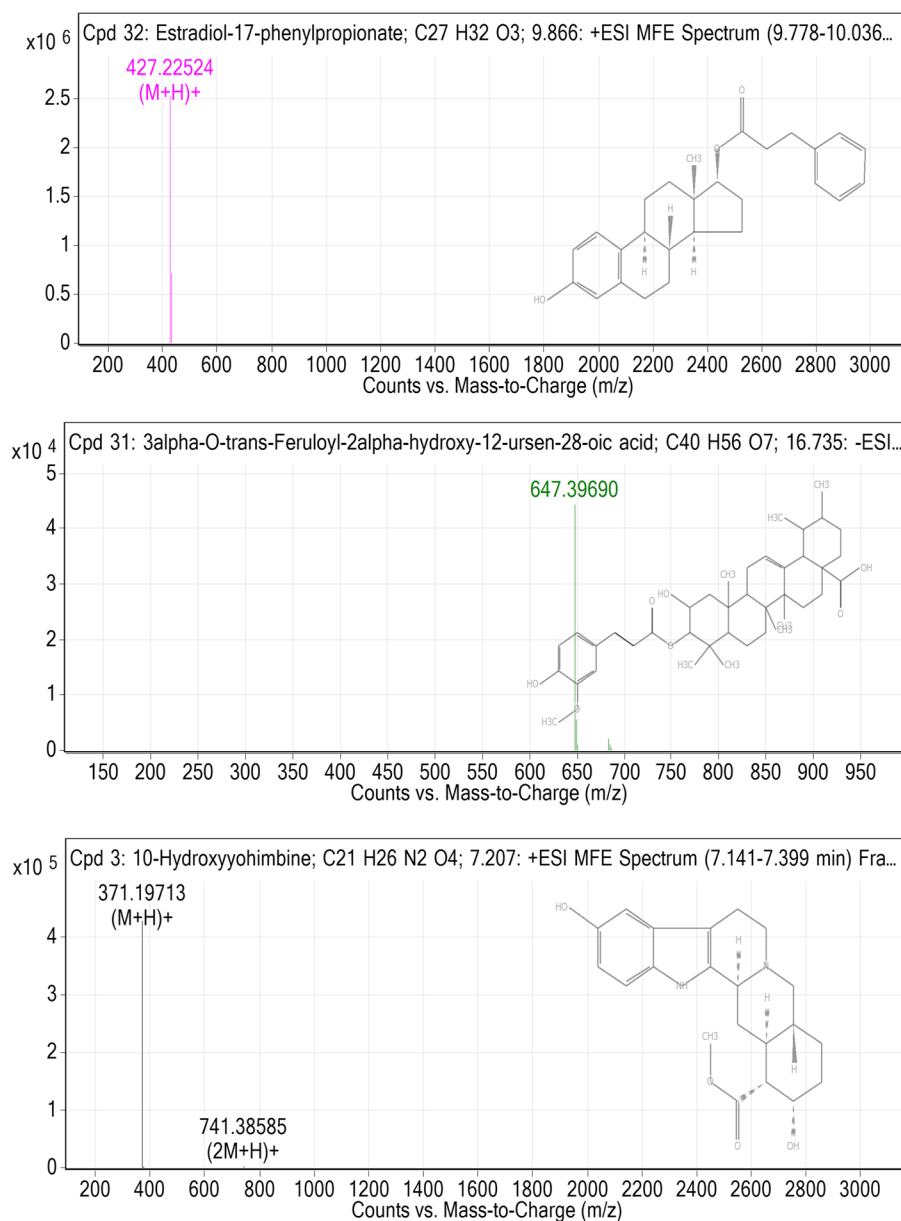 Cpd 32: Estradiol-17-phenylpropionate; C27 H32 O3; 9.866: +ESI MFE Spectrum (9.778-10.036...
x10 6
427.22524
(M+H)+
2.5
2
1.5
1
0.5
0
O
O
CH3
H
H
H
HO
200 400 600 800 1000 1200 1400 1600 1800 2000 2200 2400 2600 2800 3000
Counts vs. Mass-to-Charge (m/z)
Cpd 31: 3alpha-O-trans-Feruloyl-2alpha-hydroxy-12-ursen-28-oic acid; C40 H56 O7; 16.735: -ESI...
x10 4
647.39690
5
4
3
2
1
0
CH3
H3C
OH
O
CH3
HO
O
CH3
CH3
O
H3C
CH3
HO
O
H3C
150 200 250 300 350 400 450 500 550 600 650 700 750 800 850 900 950
Counts vs. Mass-to-Charge (m/z)
Cpd 3: 10-Hydroxyyohimbine; C21 H26 N2 O4; 7.207: +ESI MFE Spectrum (7.141-7.399 min) Fra...
x10 5
371.19713
(M+H)+
4
3
2
1
0
741.38585
(2M+H)+
HO
H
N
NH
H
H
CH3
O
O
OH
200 400 600 800 1000 1200 1400 1600 1800 2000 2200 2400 2600 2800 3000
Counts vs. Mass-to-Charge (m/z)